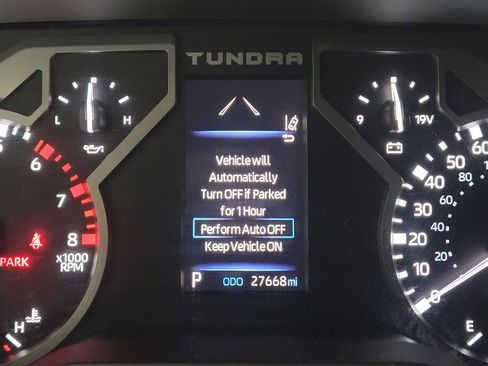 TUNDRA
L H
9 19V
Vehicle will
Automatically
Turn OFF if Parked
for 1 Hour
Perform Auto OFF
Keep Vehicle ON
P ODO 27668 mi
5
6
7
8
x1000
RPM
PARK
H
60
50
40
30
20
10
0
80
60
40
20
E